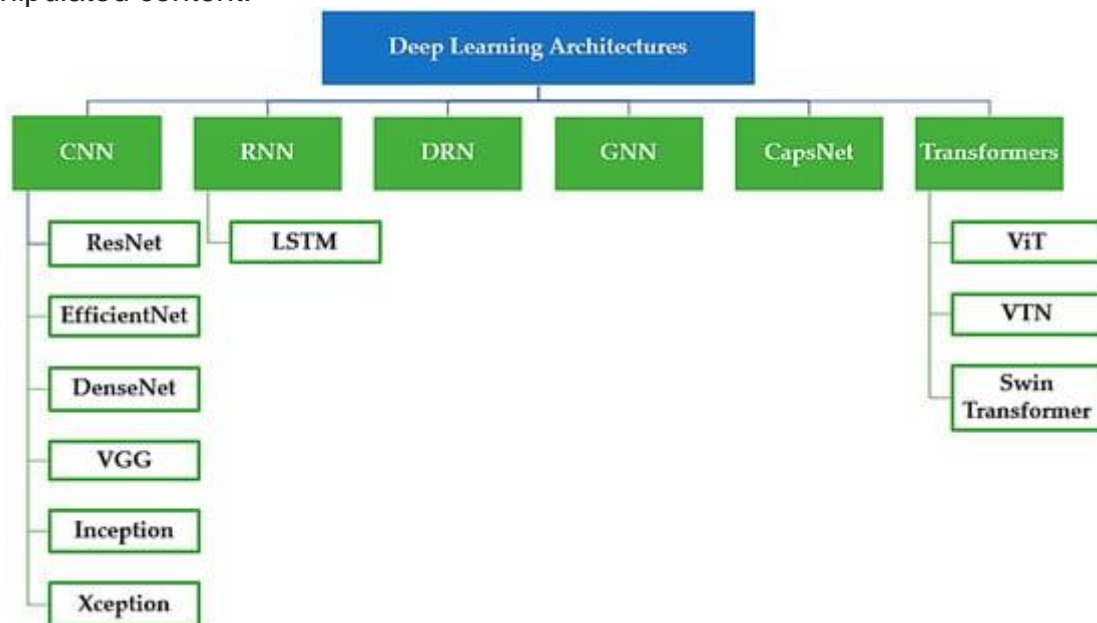 Deep Learning Architectures
CNN
RNN
DRN
GNN
CapsNet
Transformers
ResNet
LSTM
ViT
EfficientNet
VTN
DenseNet
Swin
Transformer
VGG
Inception
Xception